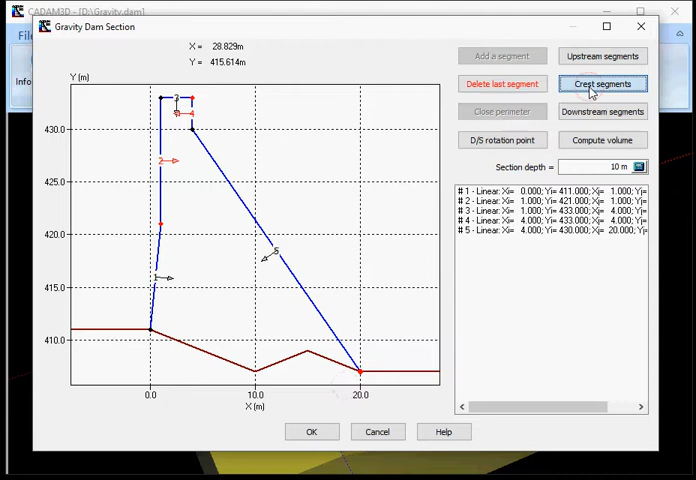 CADAM3D - [D:\Gravity.dam]
Gravity Dam Section
File
Info
X = 28.829m
Y = 415.614m
Y (m)
430.0
425.0
420.0
415.0
410.0
0.0 10.0 20.0
X (m)
1
2
3
4
5
Add a segment
Upstream segments
Delete last segment
Crest segments
Close perimeter
Downstream segments
D/S rotation point
Compute volume
Section depth = 10 m
# 1 - Linear: Xi= 0.000; Yi= 411.000; Xj= 1.000; Yj=
# 2 - Linear: Xi= 1.000; Yi= 421.000; Xj= 1.000; Yj=
# 3 - Linear: Xi= 1.000; Yi= 433.000; Xj= 4.000; Yj=
# 4 - Linear: Xi= 4.000; Yi= 433.000; Xj= 4.000; Yj=
# 5 - Linear: Xi= 4.000; Yi= 430.000; Xj= 20.000; Yj=
OK
Cancel
Help